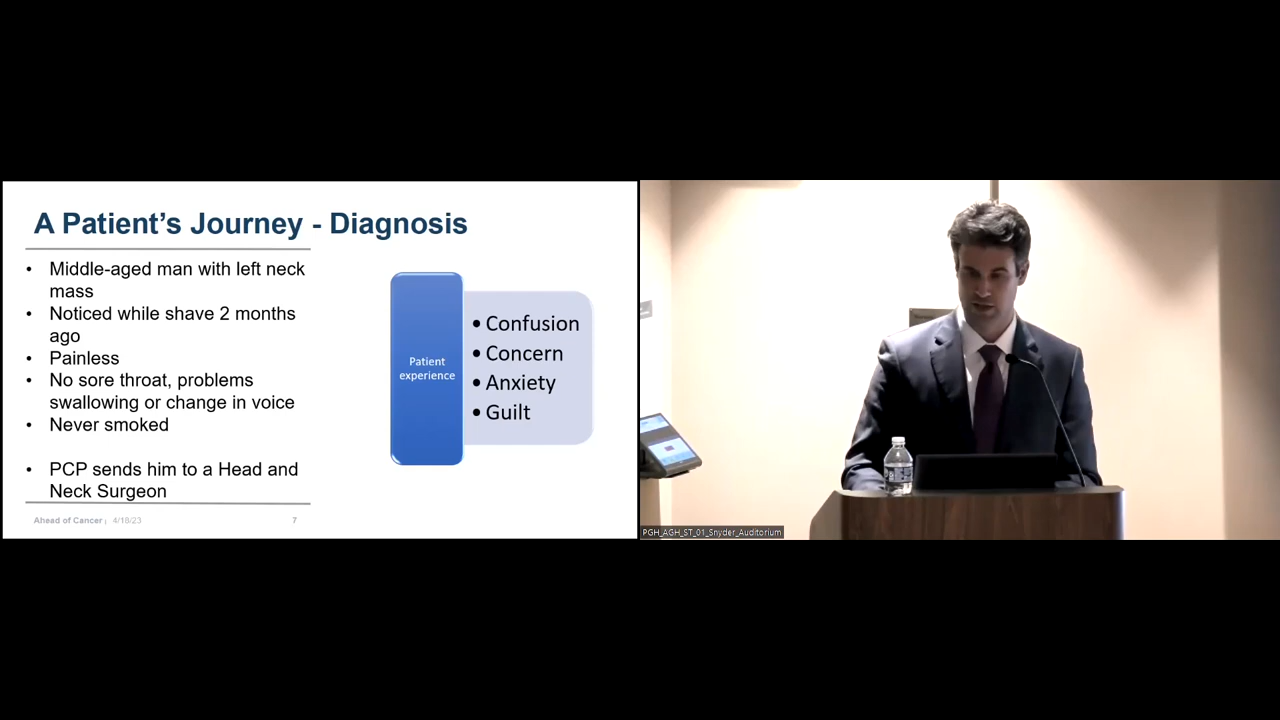 A Patient’s Journey - Diagnosis
• Middle-aged man with left neck
mass
• Noticed while shave 2 months
ago
• Painless
• No sore throat, problems
swallowing or change in voice
• Never smoked
• PCP sends him to a Head and
Neck Surgeon
Patient
experience
• Confusion
• Concern
• Anxiety
• Guilt
Ahead of Cancer | 4/18/23 7
PGH_AGH_ST_01_Snyder_Auditorium